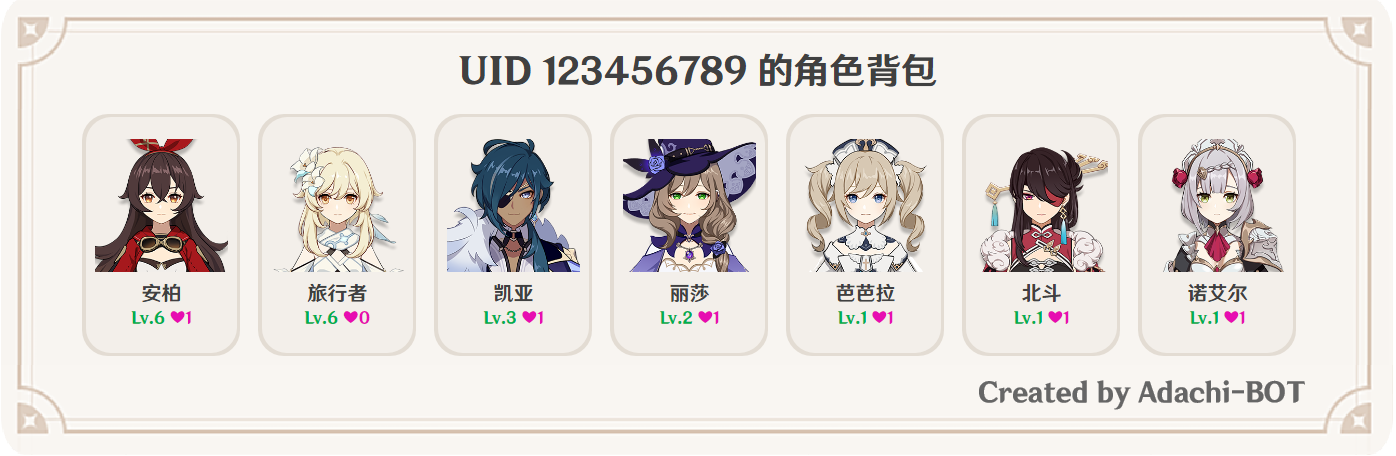 UID 123456789 的角色背包
安柏
Lv.6 ♥1
旅行者
Lv.6 ♥0
凯亚
Lv.3 ♥1
丽莎
Lv.2 ♥1
芭芭拉
Lv.1 ♥1
北斗
Lv.1 ♥1
诺艾尔
Lv.1 ♥1
Created by Adachi-BOT